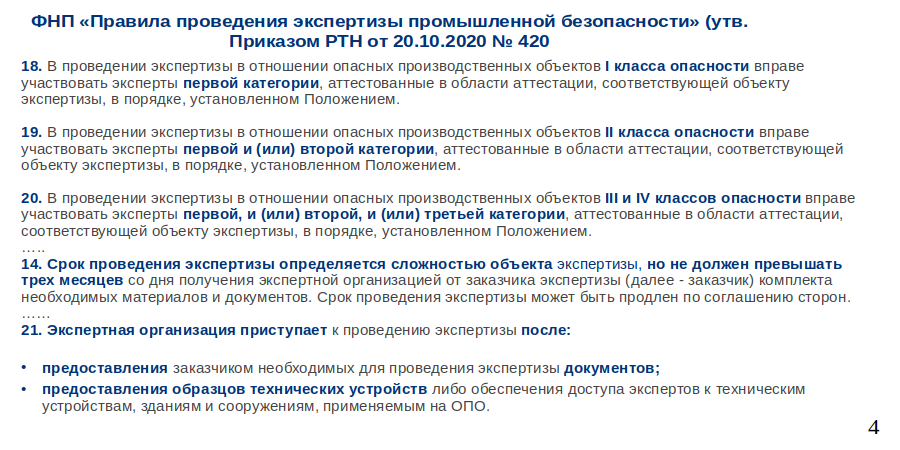 ФНП «Правила проведения экспертизы промышленной безопасности» (утв.
Приказом РТН от 20.10.2020 № 420
18. В проведении экспертизы в отношении опасных производственных объектов I класса опасности вправе
участвовать эксперты первой категории, аттестованные в области аттестации, соответствующей объекту
экспертизы, в порядке, установленном Положением.
19. В проведении экспертизы в отношении опасных производственных объектов II класса опасности вправе
участвовать эксперты первой и (или) второй категории, аттестованные в области аттестации, соответствующей
объекту экспертизы, в порядке, установленном Положением.
20. В проведении экспертизы в отношении опасных производственных объектов III и IV классов опасности вправе
участвовать эксперты первой, и (или) второй, и (или) третьей категории, аттестованные в области аттестации,
соответствующей объекту экспертизы, в порядке, установленном Положением.
…..
14. Срок проведения экспертизы определяется сложностью объекта экспертизы, но не должен превышать
трех месяцев со дня получения экспертной организацией от заказчика экспертизы (далее - заказчик) комплекта
необходимых материалов и документов. Срок проведения экспертизы может быть продлен по соглашению сторон.
……
21. Экспертная организация приступает к проведению экспертизы после:
• предоставления заказчиком необходимых для проведения экспертизы документов;
• предоставления образцов технических устройств либо обеспечения доступа экспертов к техническим
устройствам, зданиям и сооружениям, применяемым на ОПО.
4